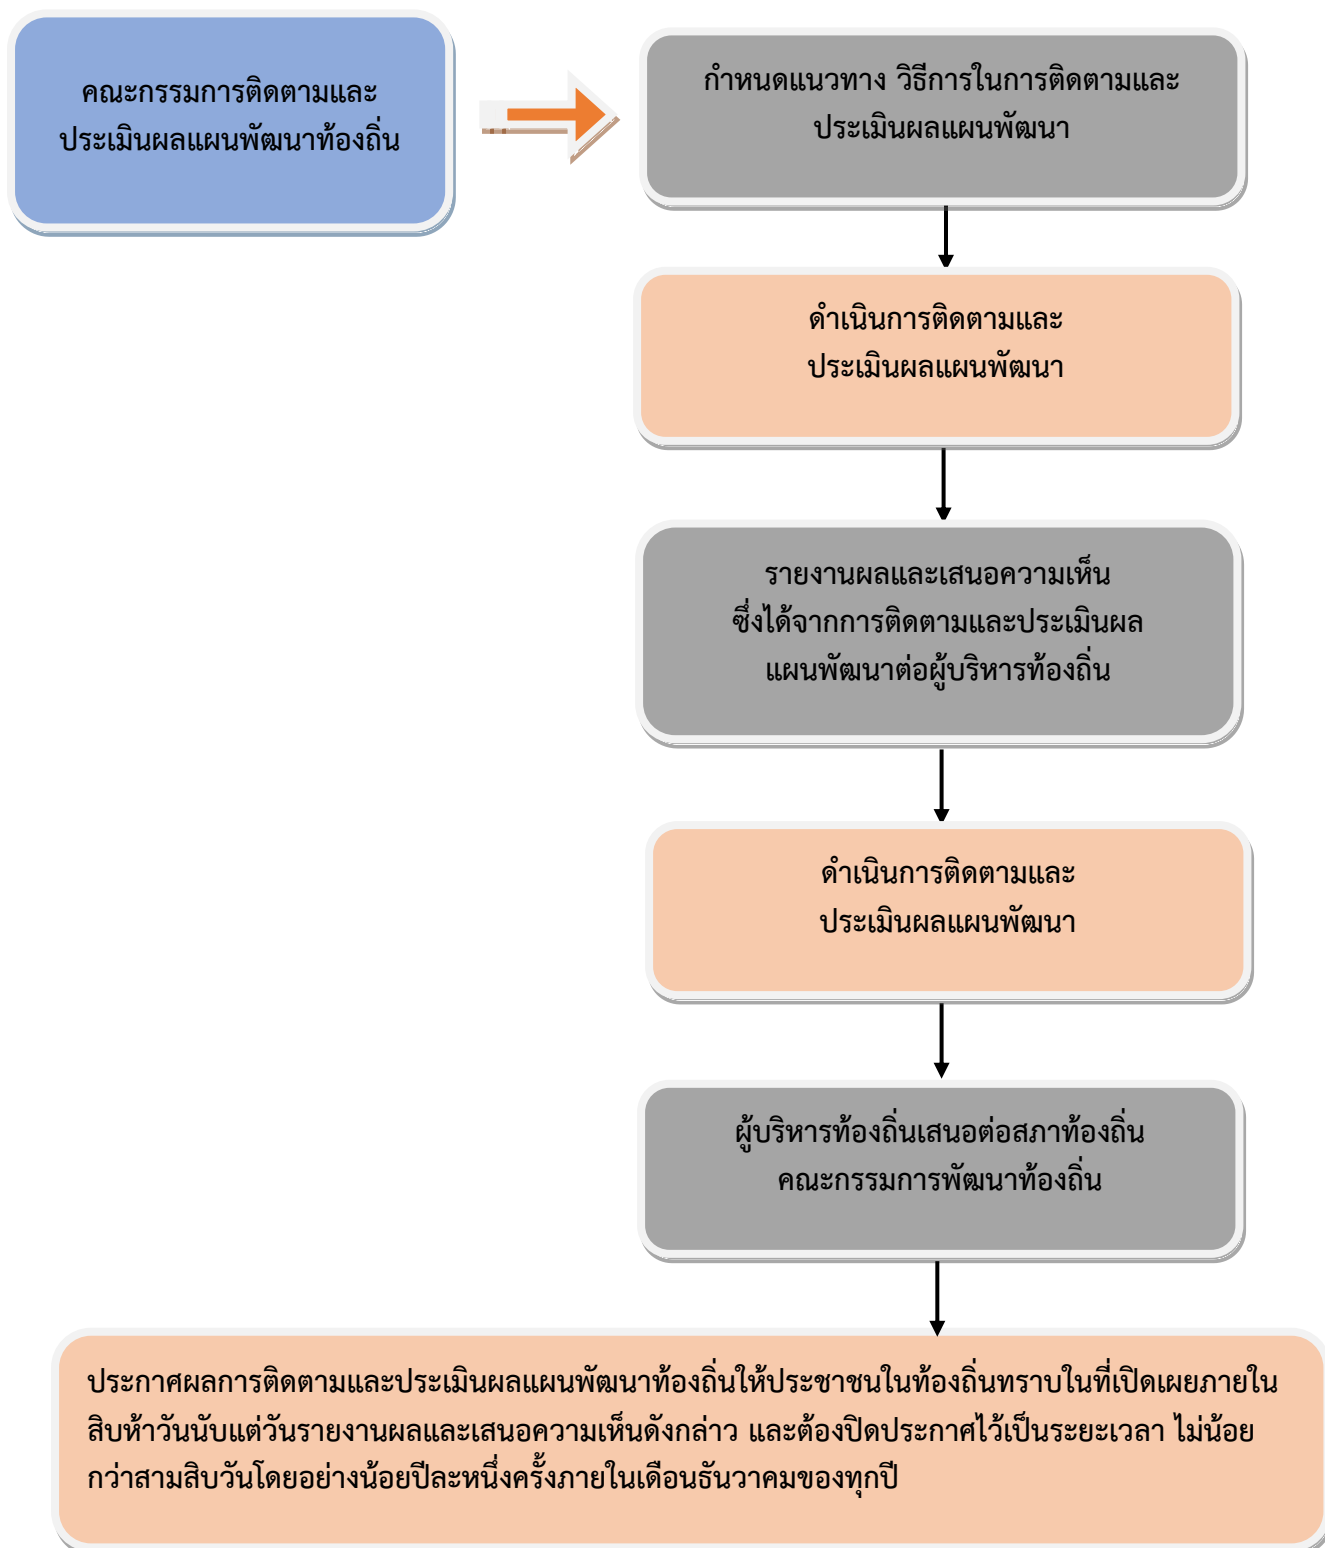 คณะกรรมการติดตามและ
ประเมินผลแผนพัฒนาท้องถิ่น
กำหนดแนวทาง วิธีการในการติดตามและ
ประเมินผลแผนพัฒนา
ดำเนินการติดตามและ
ประเมินผลแผนพัฒนา
รายงานผลและเสนอความเห็น
ซึ่งได้จากการติดตามและประเมินผล
แผนพัฒนาต่อผู้บริหารท้องถิ่น
ดำเนินการติดตามและ
ประเมินผลแผนพัฒนา
ผู้บริหารท้องถิ่นเสนอต่อสภาท้องถิ่น
คณะกรรมการพัฒนาท้องถิ่น
ประกาศผลการติดตามและประเมินผลแผนพัฒนาท้องถิ่นให้ประชาชนในท้องถิ่นทราบในที่เปิดเผยภายใน
สิบห้าวันนับแต่วันรายงานผลและเสนอความเห็นดังกล่าว และต้องปิดประกาศไว้เป็นระยะเวลา ไม่น้อย
กว่าสามสิบวันโดยอย่างน้อยปีละหนึ่งครั้งภายในเดือนธันวาคมของทุกปี